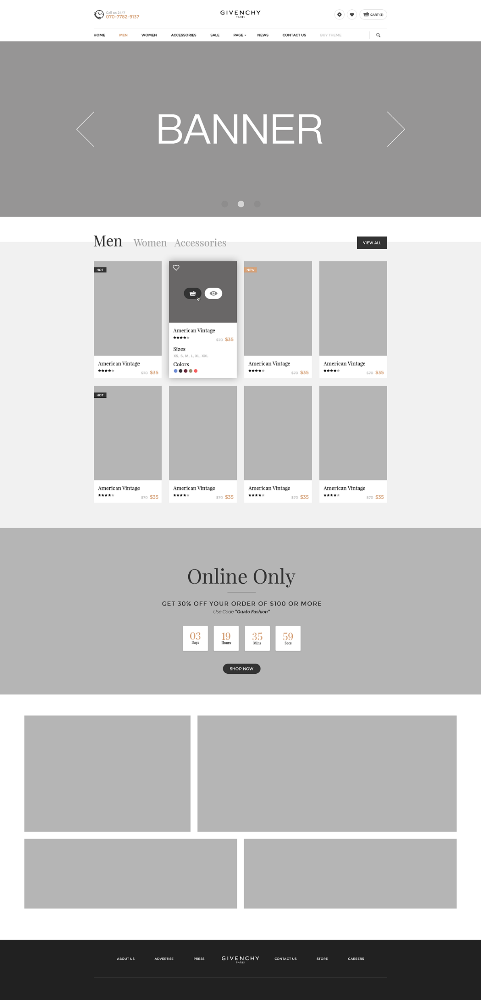 Call us 24/7
070-7782-9137
GIVENCHY
PARIS
CART (3)
HOME MEN WOMEN ACCESSORIES SALE PAGE NEWS CONTACT US BUY THEME
BANNER
Men Women Accessories
VIEW ALL
HOT
NEW
American Vintage
$70 $35
Sizes
XS, S, M, L, XL, XXL
Colors
American Vintage
$70 $35
American Vintage
$70 $35
American Vintage
$70 $35
HOT
American Vintage
$70 $35
American Vintage
$70 $35
American Vintage
$70 $35
American Vintage
$70 $35
Online Only
GET 30% OFF YOUR ORDER OF $100 OR MORE
Use Code "Quato Fashion"
03 19 35 59
Days Hours Mins Secs
SHOP NOW
ABOUT US ADVERTISE PRESS GIVENCHY CONTACT US STORE CAREERS
PARIS